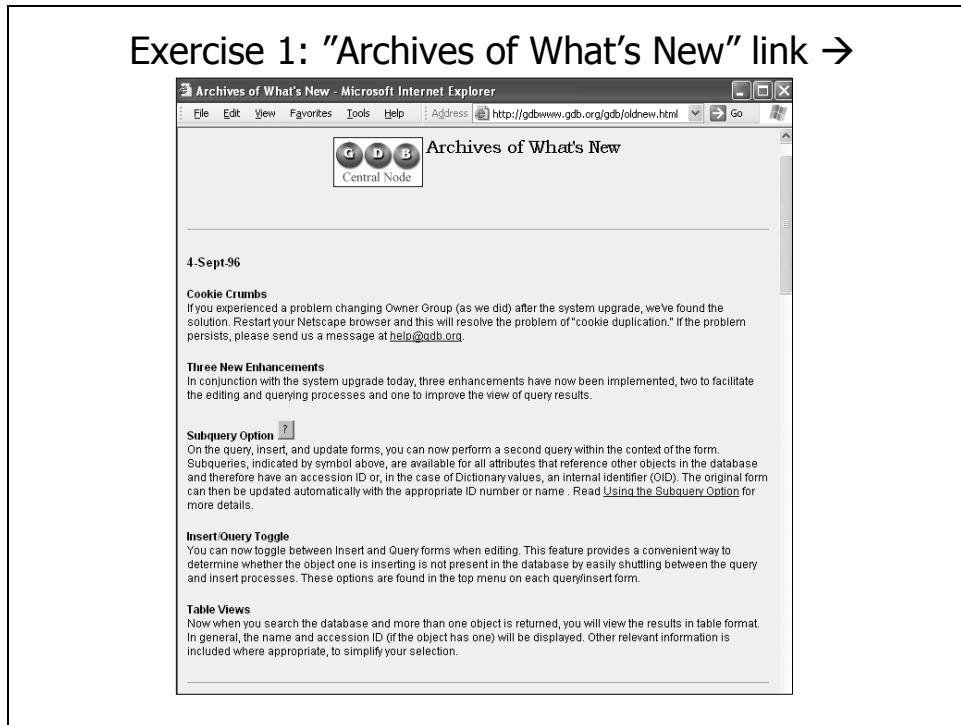 Exercise 1: ”Archives of What’s New” link →
Archives of What's New - Microsoft Internet Explorer
File Edit View Favorites Tools Help Address http://gdbwww.gdb.org/gdb/oldnew.html Go
G D B
Central Node
Archives of What's New
4-Sept-96
Cookie Crumbs
If you experienced a problem changing Owner Group (as we did) after the system upgrade, we've found the
solution. Restart your Netscape browser and this will resolve the problem of "cookie duplication." If the problem
persists, please send us a message at help@gdb.org.
Three New Enhancements
In conjunction with the system upgrade today, three enhancements have now been implemented, two to facilitate
the editing and querying processes and one to improve the view of query results.
Subquery Option ?
On the query, insert, and update forms, you can now perform a second query within the context of the form.
Subqueries, indicated by symbol above, are available for all attributes that reference other objects in the database
and therefore have an accession ID or, in the case of Dictionary values, an internal identifier (OID). The original form
can then be updated automatically with the appropriate ID number or name . Read Using the Subquery Option for
more details.
Insert/Query Toggle
You can now toggle between Insert and Query forms when editing. This feature provides a convenient way to
determine whether the object one is inserting is not present in the database by easily shuttling between the query
and insert processes. These options are found in the top menu on each query/insert form.
Table Views
Now when you search the database and more than one object is returned, you will view the results in table format.
In general, the name and accession ID (if the object has one) will be displayed. Other relevant information is
included where appropriate, to simplify your selection.